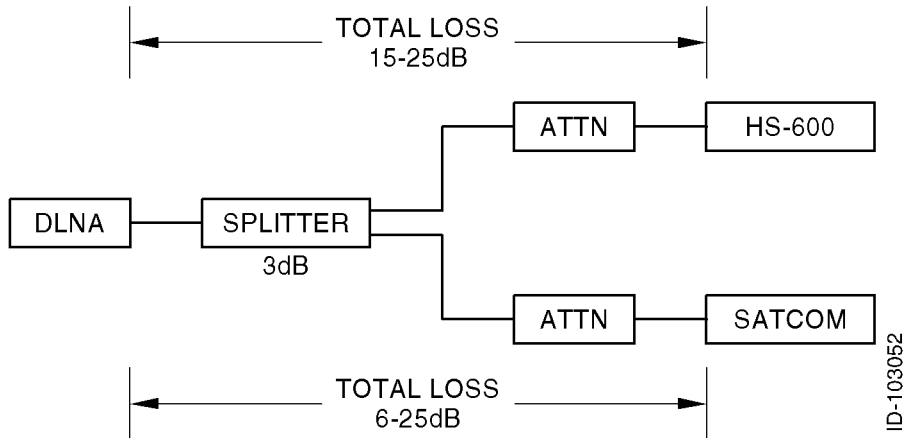 TOTAL LOSS
15-25dB
ATTN
HS-600
DLNA
SPLITTER
3dB
ATTN
SATCOM
TOTAL LOSS
6-25dB
ID-103052